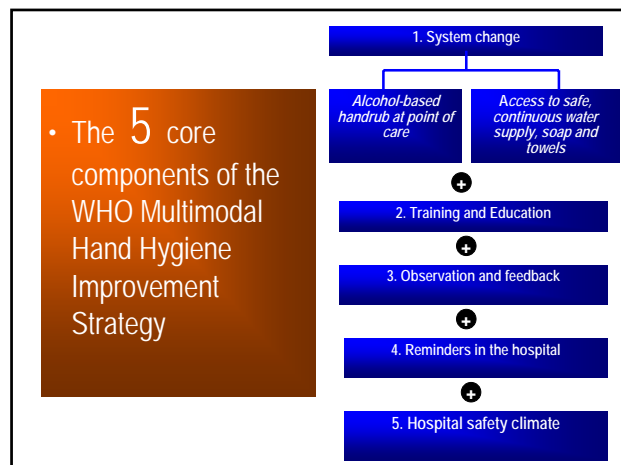 • The 5 core
components of the
WHO Multimodal
Hand Hygiene
Improvement
Strategy
1. System change
Alcohol-based
handrub at point of
care
Access to safe,
continuous water
supply, soap and
towels
+
2. Training and Education
+
3. Observation and feedback
+
4. Reminders in the hospital
+
5. Hospital safety climate